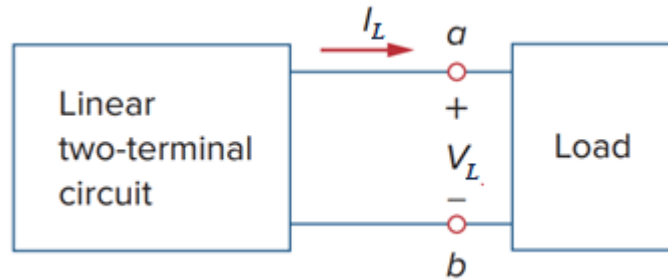 I_L
a
Linear
two-terminal
circuit
+
V_L.
−
Load
b